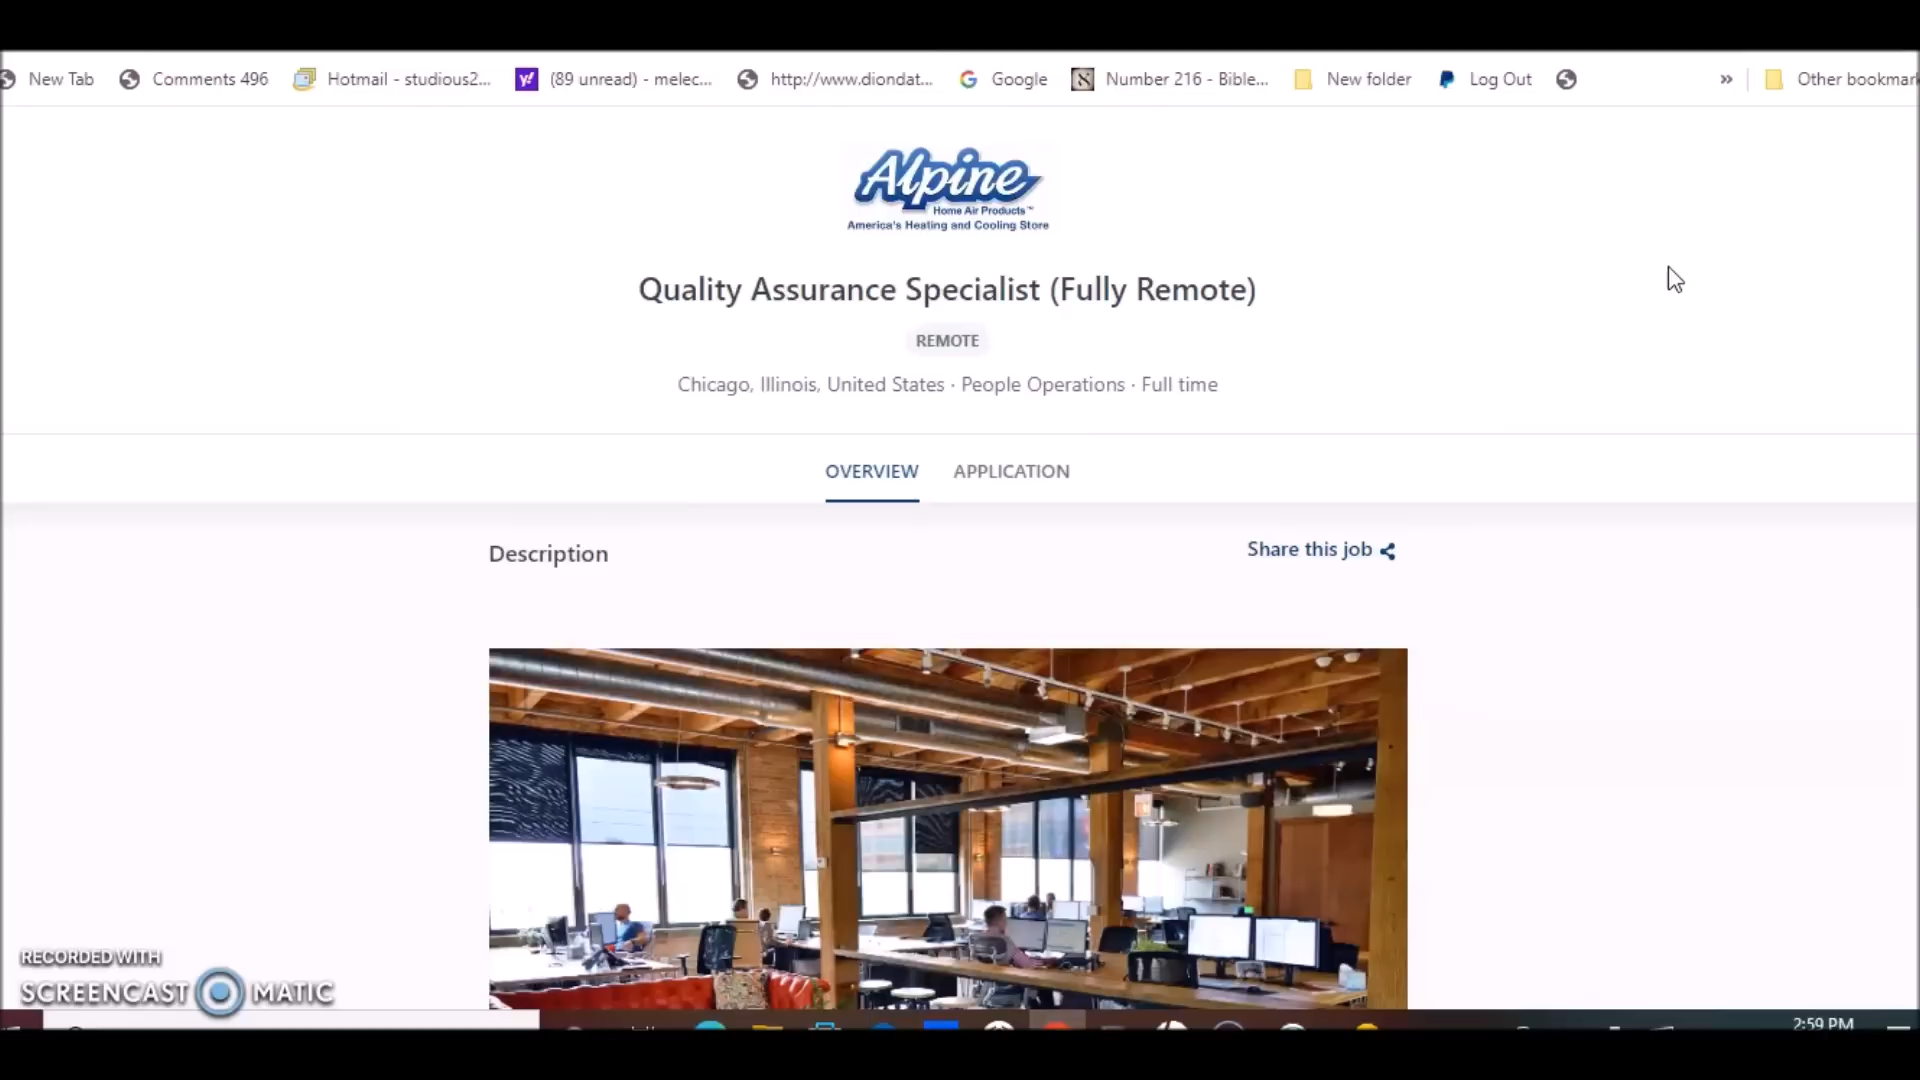 New Tab Comments 496 Hotmail - studious2... (89 unread) - melec... http://www.diondat... Google Number 216 - Bible... New folder Log Out » Other bookmark
Alpine
Home Air Products™
America's Heating and Cooling Store
Quality Assurance Specialist (Fully Remote)
REMOTE
Chicago, Illinois, United States · People Operations · Full time
OVERVIEW APPLICATION
Description
Share this job
RECORDED WITH
SCREENCAST MATIC
2:59 PM